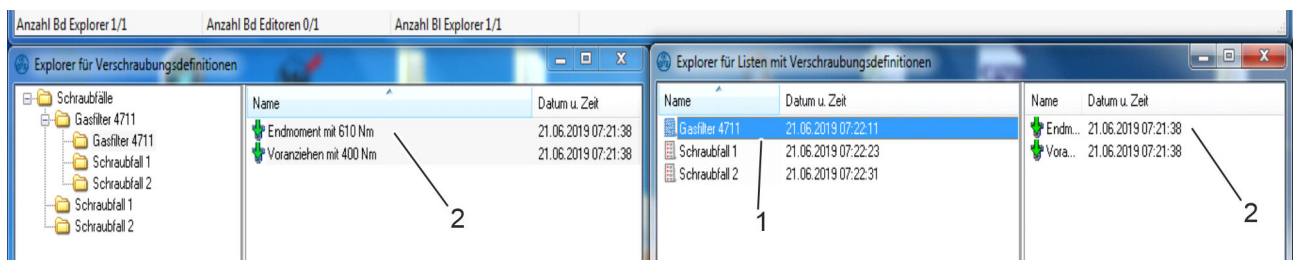 Anzahl Bd Explorer 1/1 Anzahl Bd Editoren 0/1 Anzahl Bl Explorer 1/1
Explorer für Verschraubungsdefinitionen
Schraubfälle
Gasfilter 4711
Gasfilter 4711
Schraubfall 1
Schraubfall 2
Schraubfall 1
Schraubfall 2
Name Datum u. Zeit
Endmoment mit 610 Nm 21.06.2019 07:21:38
Voranziehen mit 400 Nm 21.06.2019 07:21:38
2
Explorer für Listen mit Verschraubungsdefinitionen
Name Datum u. Zeit
Gasfilter 4711 21.06.2019 07:22:11
Schraubfall 1 21.06.2019 07:22:23
Schraubfall 2 21.06.2019 07:22:31
1
Name Datum u. Zeit
Endm... 21.06.2019 07:21:38
Vora... 21.06.2019 07:21:38
2